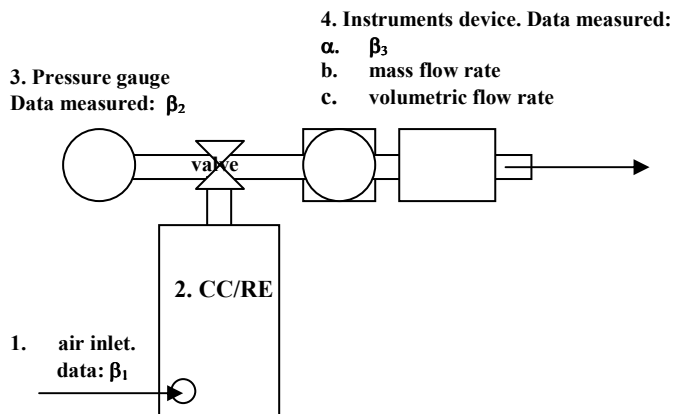 4. Instruments device. Data measured:
α. β₃
b. mass flow rate
c. volumetric flow rate
3. Pressure gauge
Data measured: β₂
valve
2. CC/RE
1. air inlet.
data: β₁